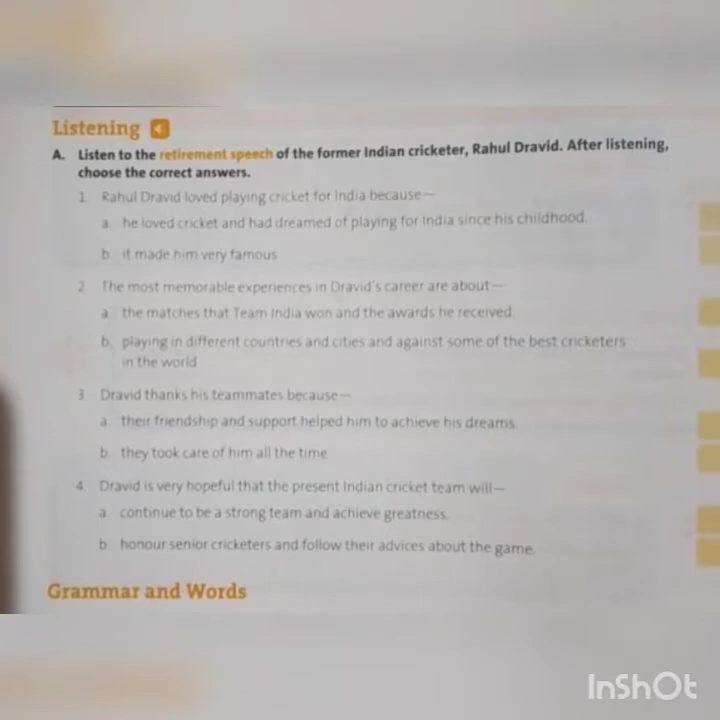 Listening
A. Listen to the retirement speech of the former Indian cricketer, Rahul Dravid. After listening,
choose the correct answers.
1 Rahul Dravid loved playing cricket for India because—
a he loved cricket and had dreamed of playing for India since his childhood.
b it made him very famous
2 The most memorable experiences in Dravid's career are about—
a the matches that Team India won and the awards he received.
b. playing in different countries and cities and against some of the best cricketers
in the world
3 Dravid thanks his teammates because—
a. their friendship and support helped him to achieve his dreams.
b. they took care of him all the time
4. Dravid is very hopeful that the present Indian cricket team will—
a continue to be a strong team and achieve greatness.
b honour senior cricketers and follow their advices about the game.
Grammar and Words
InShOt